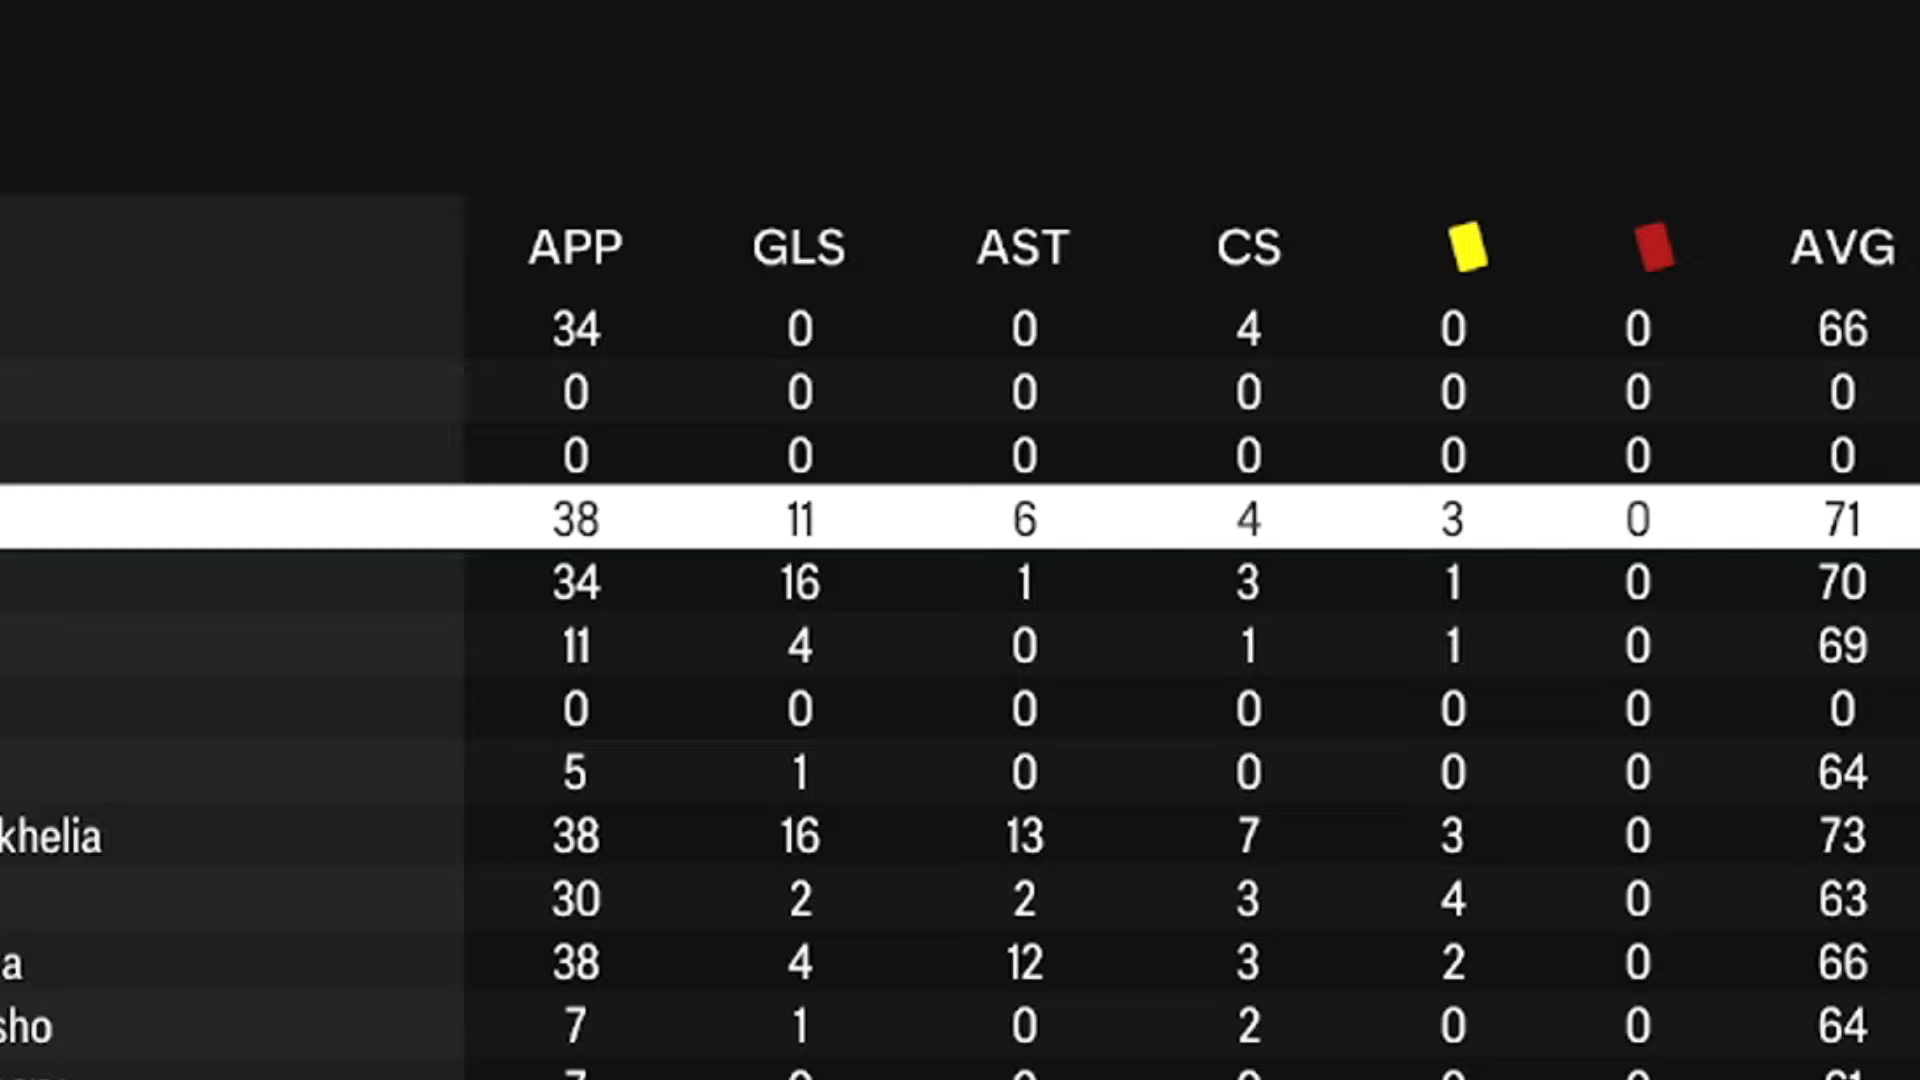 APP GLS AST CS AVG
34 0 0 4 0 0 66
0 0 0 0 0 0 0
0 0 0 0 0 0 0
38 11 6 4 3 0 71
34 16 1 3 1 0 70
11 4 0 1 1 0 69
0 0 0 0 0 0 0
5 1 0 0 0 0 64
khelia 38 16 13 7 3 0 73
30 2 2 3 4 0 63
a 38 4 12 3 2 0 66
sho 7 1 0 2 0 0 64